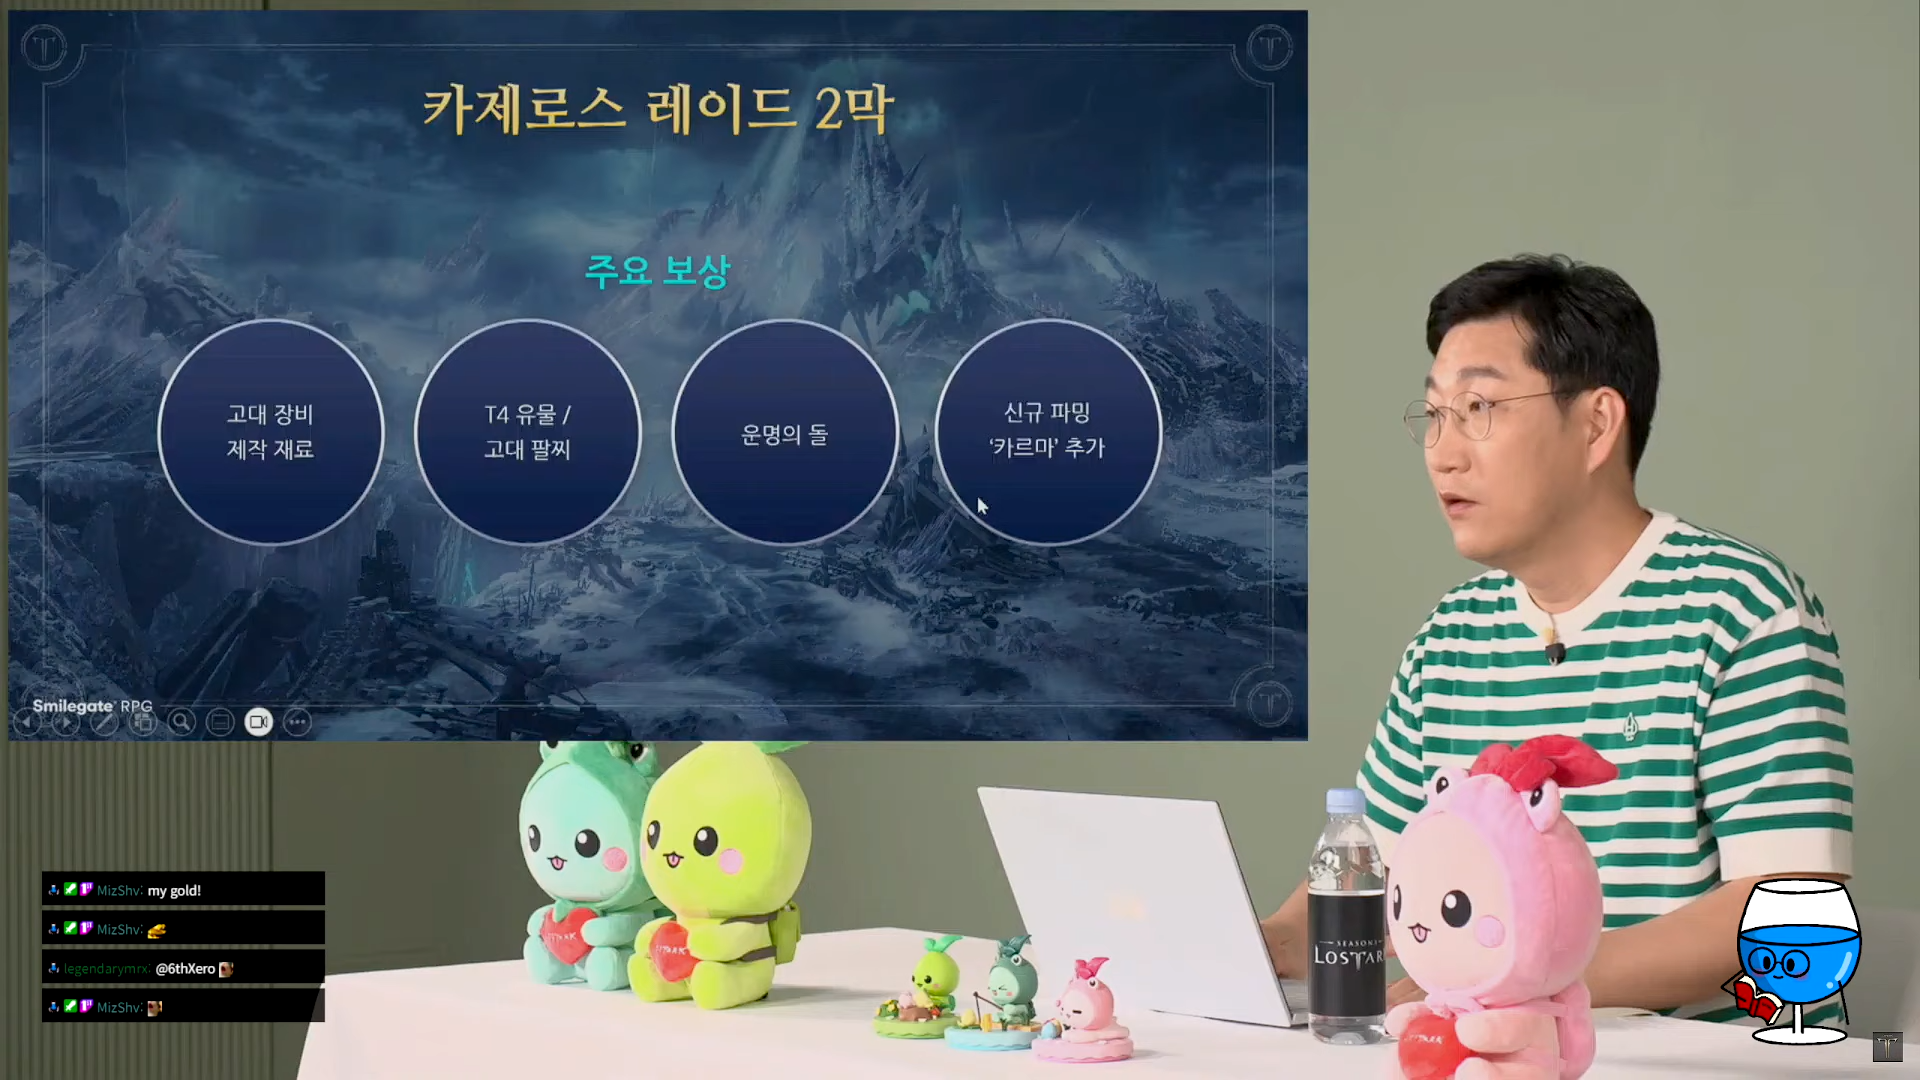 카제로스 레이드 2막
주요 보상
고대 장비
제작 재료
T4 유물 /
고대 팔찌
운명의 돌
신규 파밍
‘카르마’ 추가
Smilegate RPG
MizShv: my gold!
MizShv:
legendarymrx: @6thXero
MizShv:
SEASON3
LOSTAR